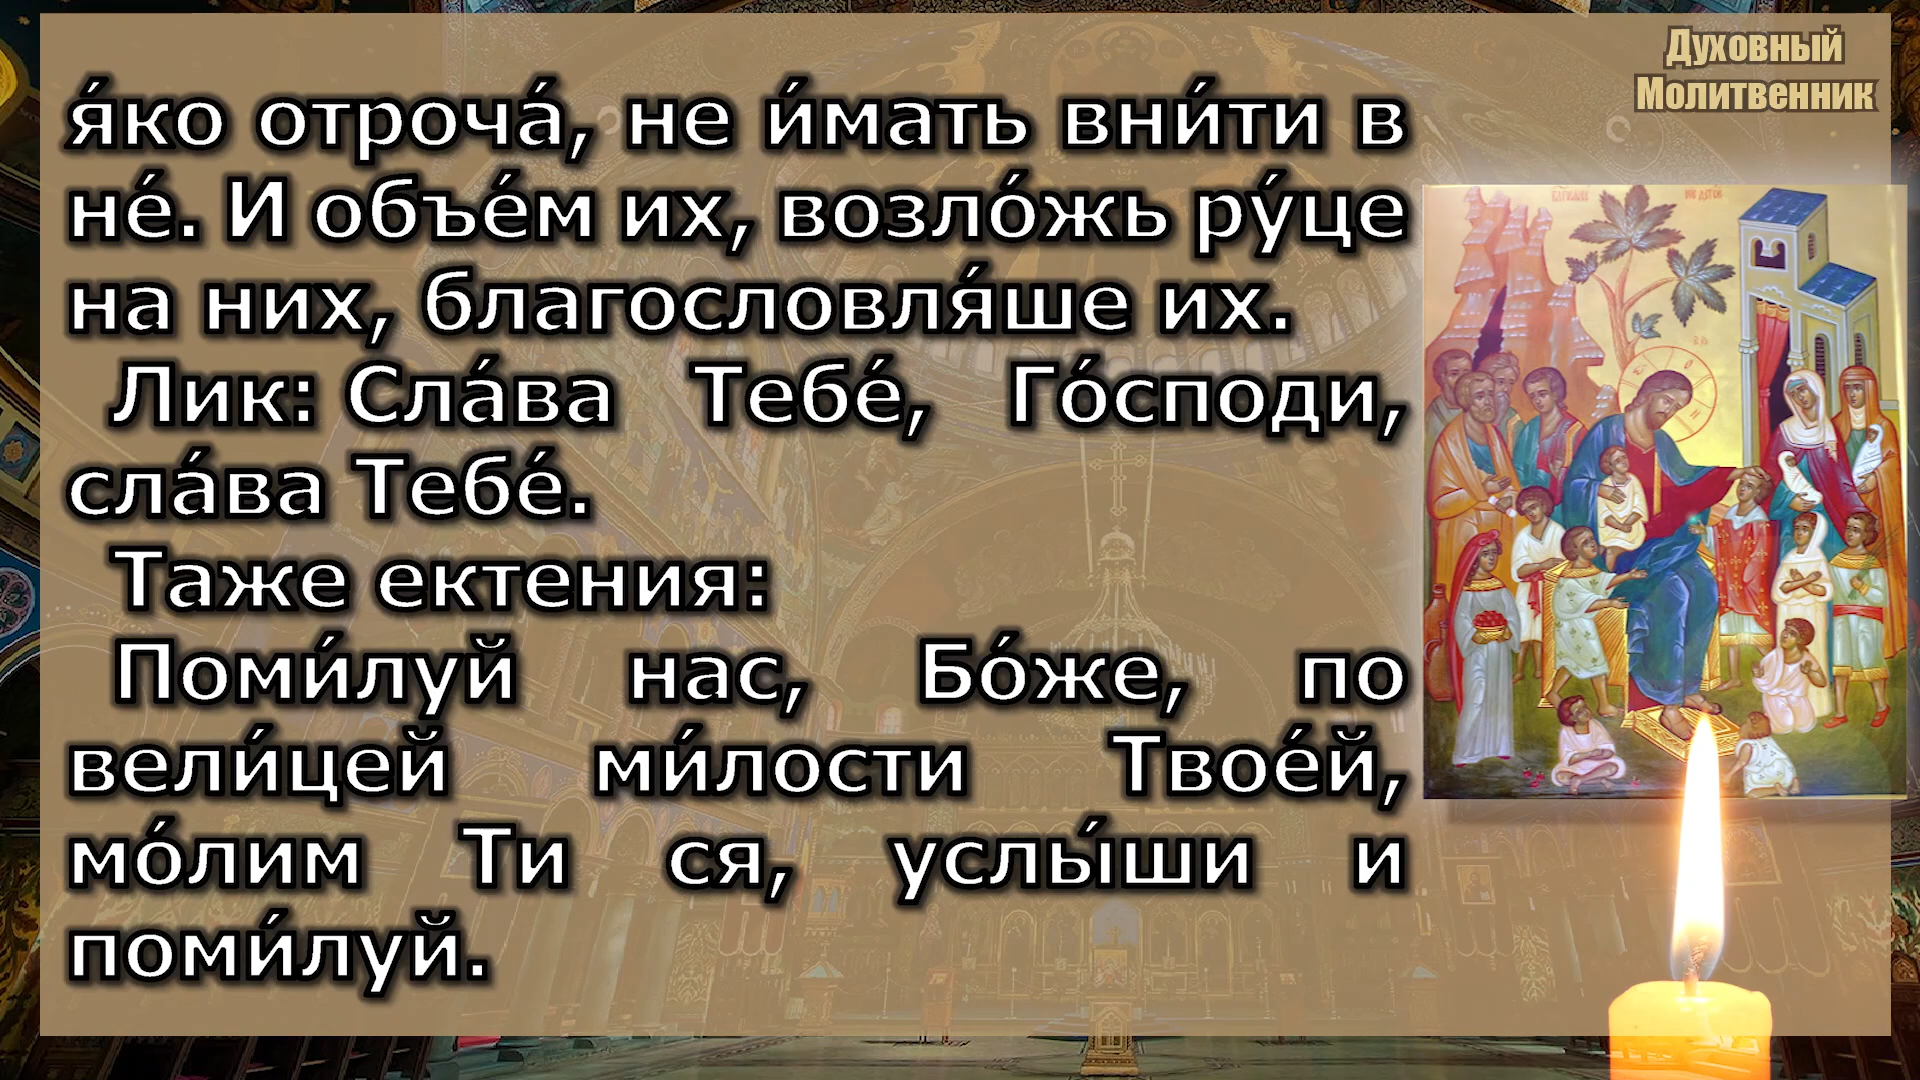 Духовный
Молитвенник
я́ко отроча́, не и́мать вни́ти в
не́. И объе́м их, возло́жь ру́це
на них, благословля́ше их.
Лик: Сла́ва Тебе́, Го́споди,
сла́ва Тебе́.
Таже ектения:
Поми́луй нас, Бо́же, по
вели́цей ми́лости Твое́й,
мо́лим Ти ся, услы́ши и
поми́луй.